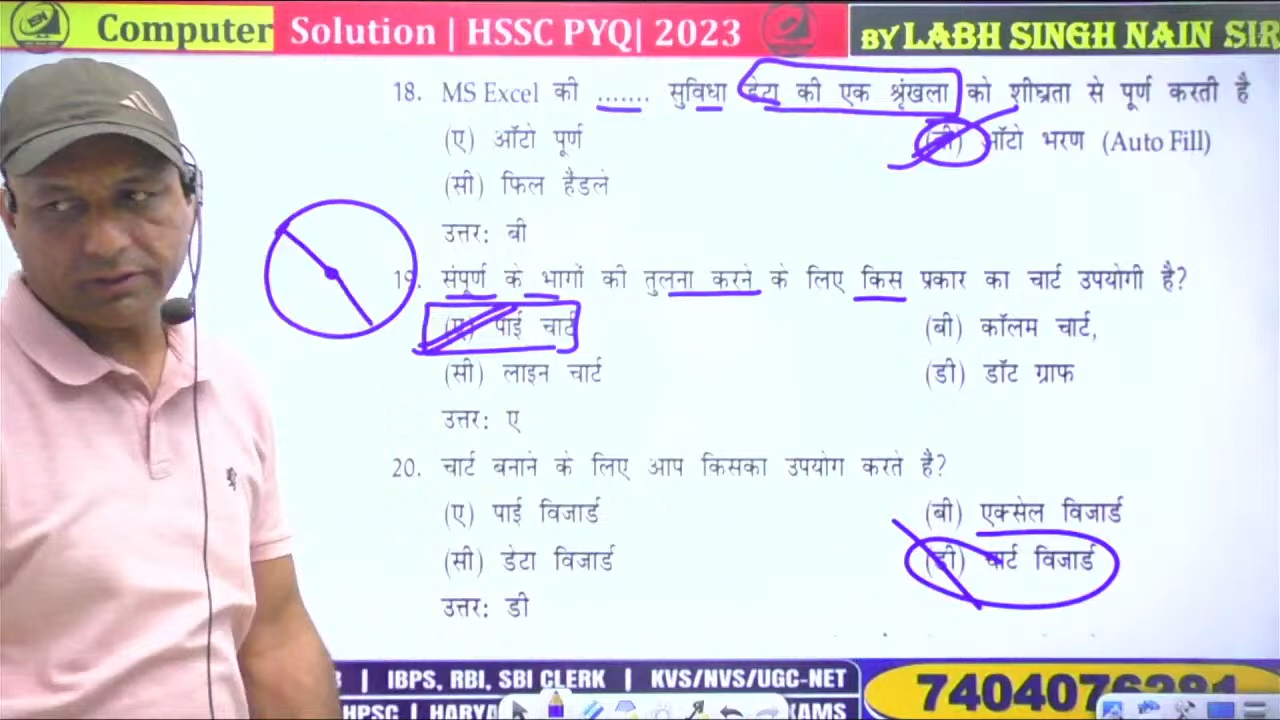 Computer Solution | HSSC PYQ| 2023
BY LABH SINGH NAIN SIR
18. MS Excel की ....... सुविधा डेटा की एक श्रृंखला को शीघ्रता से पूर्ण करती है
(ए) ऑटो पूर्ण (बी) ऑटो भरण (Auto Fill)
(सी) फिल हैंडले
उत्तर: बी
19. संपूर्ण के भागों की तुलना करने के लिए किस प्रकार का चार्ट उपयोगी है?
(ए) पाई चार्ट (बी) कॉलम चार्ट,
(सी) लाइन चार्ट (डी) डॉट ग्राफ
उत्तर: ए
20. चार्ट बनाने के लिए आप किसका उपयोग करते है?
(ए) पाई विजार्ड (बी) एक्सेल विजार्ड
(सी) डेटा विजार्ड (डी) चार्ट विजार्ड
उत्तर: डी
| IBPS, RBI, SBI CLERK | KVS/NVS/UGC-NET
HPSC |
7404076381